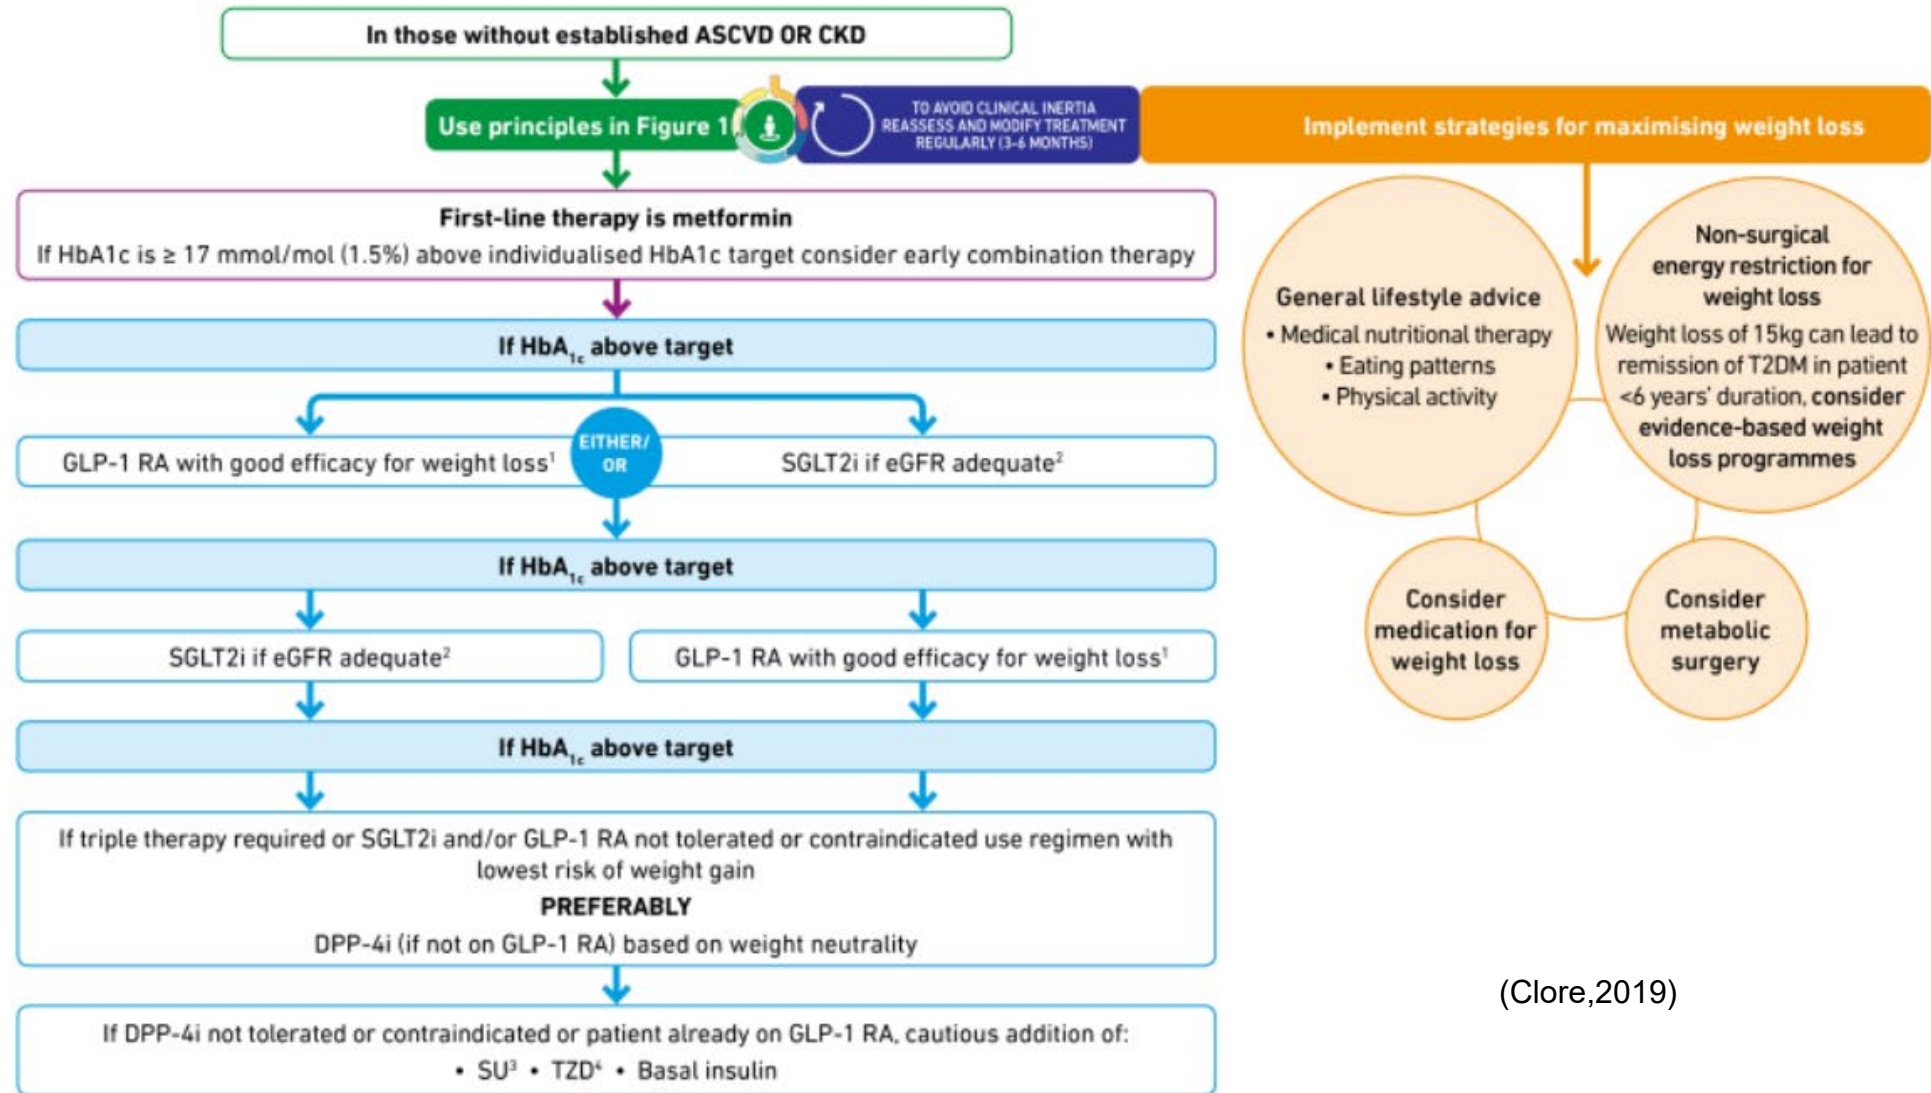 In those without established ASCVD OR CKD
Use principles in Figure 1
TO AVOID CLINICAL INERTIA
REASSESS AND MODIFY TREATMENT
REGULARLY (3-6 MONTHS)
Implement strategies for maximising weight loss
First-line therapy is metformin
If HbA1c is ≥ 17 mmol/mol (1.5%) above individualised HbA1c target consider early combination therapy
If HbA₁c above target
GLP-1 RA with good efficacy for weight loss¹
EITHER/
OR
SGLT2i if eGFR adequate²
If HbA₁c above target
SGLT2i if eGFR adequate²
GLP-1 RA with good efficacy for weight loss¹
If HbA₁c above target
If triple therapy required or SGLT2i and/or GLP-1 RA not tolerated or contraindicated use regimen with
lowest risk of weight gain
PREFERABLY
DPP-4i (if not on GLP-1 RA) based on weight neutrality
If DPP-4i not tolerated or contraindicated or patient already on GLP-1 RA, cautious addition of:
• SU³ • TZD⁴ • Basal insulin
General lifestyle advice
• Medical nutritional therapy
• Eating patterns
• Physical activity
Non-surgical
energy restriction for
weight loss
Weight loss of 15kg can lead to
remission of T2DM in patient
<6 years' duration, consider
evidence-based weight
loss programmes
Consider
medication for
weight loss
Consider
metabolic
surgery
(Clore,2019)